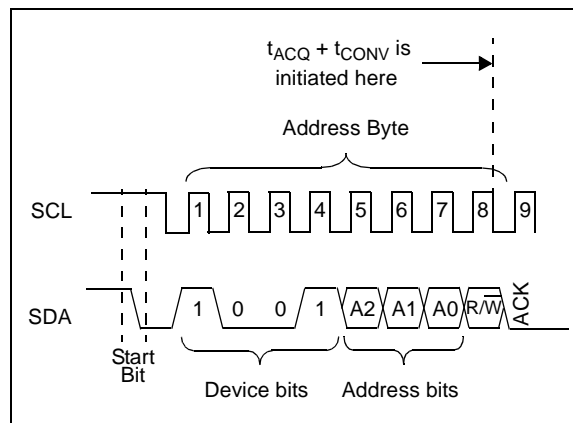 tACQ + tCONV is
initiated here
Address Byte
SCL
1 2 3 4 5 6 7 8 9
SDA
1 0 0 1 A2 A1 A0 R/W ACK
Start
Bit
Device bits
Address bits